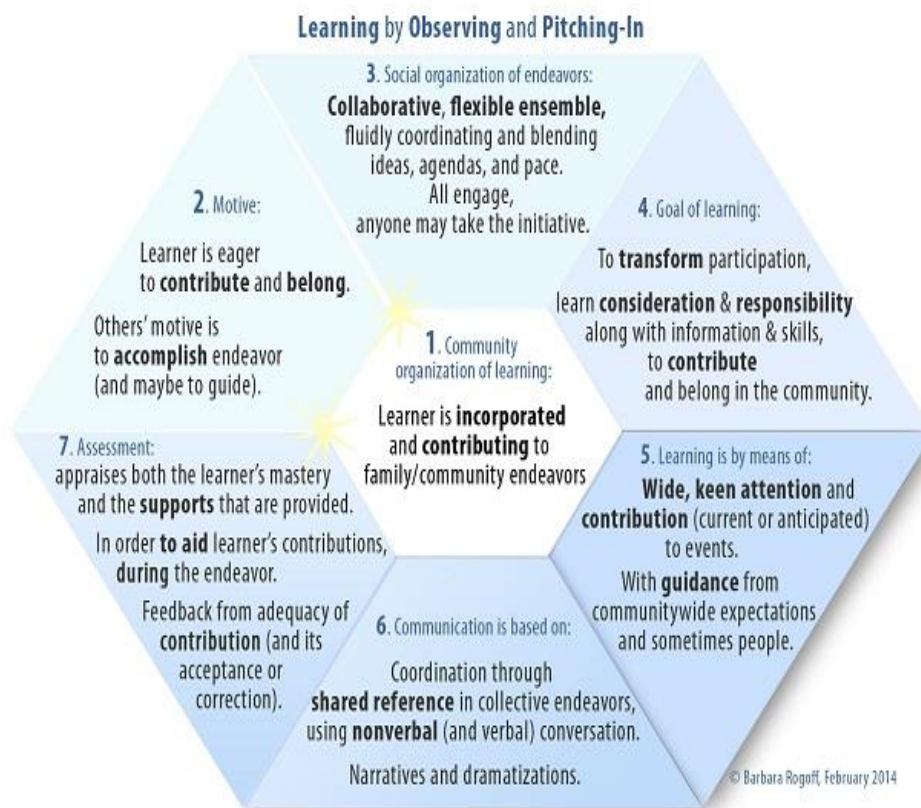 Learning by Observing and Pitching-In
3. Social organization of endeavors:
Collaborative, flexible ensemble,
fluidly coordinating and blending
ideas, agendas, and pace.
All engage,
anyone may take the initiative.
2. Motive:
Learner is eager
to contribute and belong.
Others' motive is
to accomplish endeavor
(and maybe to guide).
4. Goal of learning:
To transform participation,
learn consideration & responsibility
along with information & skills,
to contribute
and belong in the community.
1. Community
organization of learning:
Learner is incorporated
and contributing to
family/community endeavors
7. Assessment:
appraises both the learner's mastery
and the supports that are provided.
In order to aid learner's contributions,
during the endeavor.
Feedback from adequacy of
contribution (and its
acceptance or
correction).
5. Learning is by means of:
Wide, keen attention and
contribution (current or anticipated)
to events.
With guidance from
communitywide expectations
and sometimes people.
6. Communication is based on:
Coordination through
shared reference in collective endeavors,
using nonverbal (and verbal) conversation.
Narratives and dramatizations.
© Barbara Rogoff, February 2014